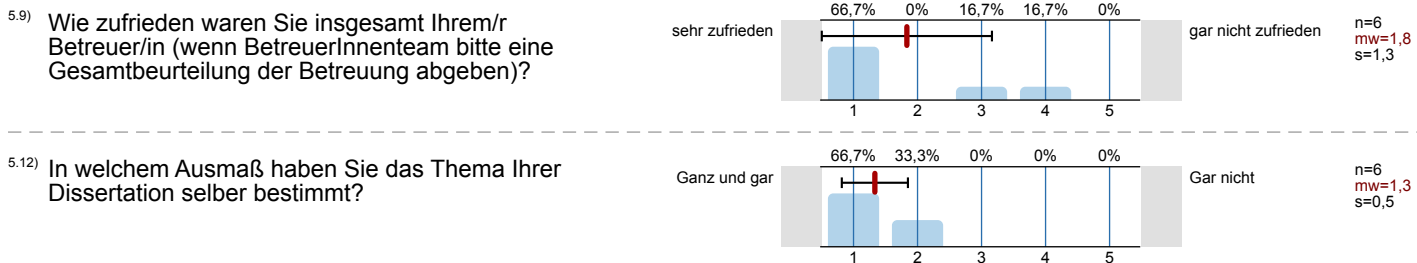 5.9) Wie zufrieden waren Sie insgesamt Ihrem/r
Betreuer/in (wenn BetreuerInnenteam bitte eine
Gesamtbeurteilung der Betreuung abgeben)?
sehr zufrieden
66,7% 0% 16,7% 16,7% 0%
1 2 3 4 5
gar nicht zufrieden
n=6
mw=1,8
s=1,3
5.12) In welchem Ausmaß haben Sie das Thema Ihrer
Dissertation selber bestimmt?
Ganz und gar
66,7% 33,3% 0% 0% 0%
1 2 3 4 5
Gar nicht
n=6
mw=1,3
s=0,5